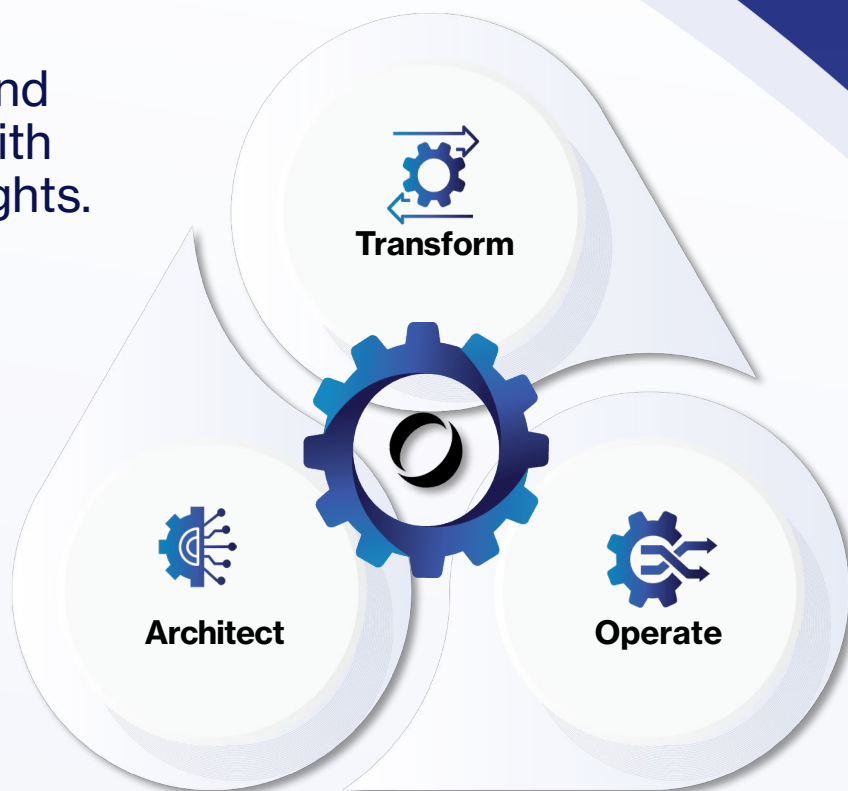 nd
ith
ghts.
Transform
Architect
Operate